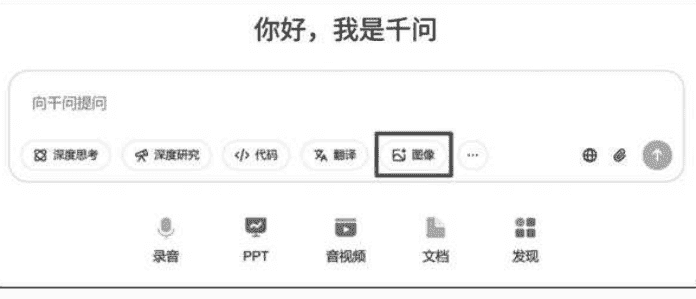 你好，我是千问
向千问提问
深度思考 深度研究 </> 代码 翻译 图像 ...
录音 PPT 音视频 文档 发现